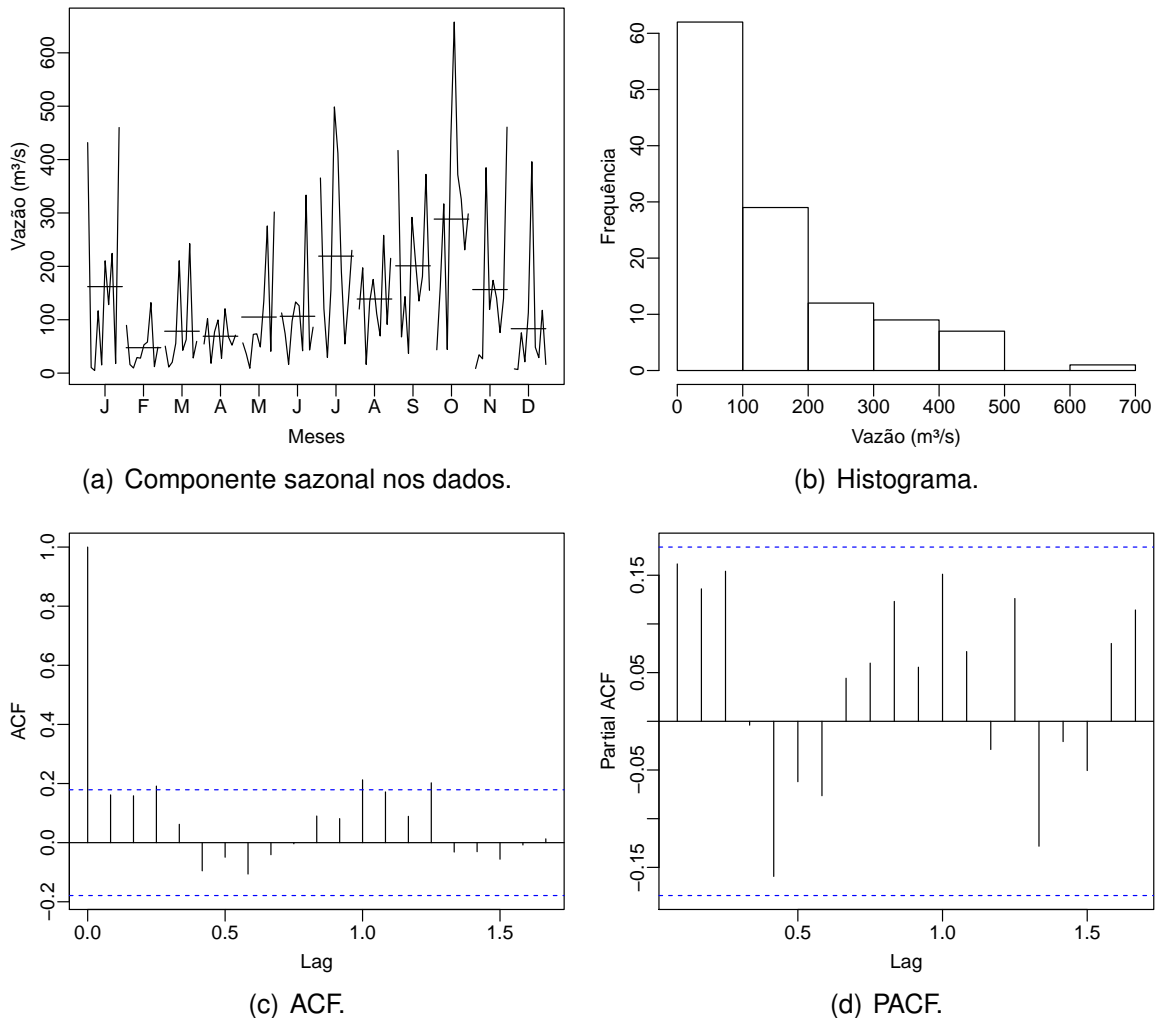 Vazão (m³/s)
0 100 200 300 400 500 600
J F M A M J J A S O N D
Meses
(a) Componente sazonal nos dados.
Frequência
0 10 20 30 40 50 60
0 100 200 300 400 500 600 700
Vazão (m³/s)
(b) Histograma.
ACF
−0.2 0.0 0.2 0.4 0.6 0.8 1.0
0.0 0.5 1.0 1.5
Lag
(c) ACF.
Partial ACF
−0.15 −0.05 0.05 0.15
0.5 1.0 1.5
Lag
(d) PACF.